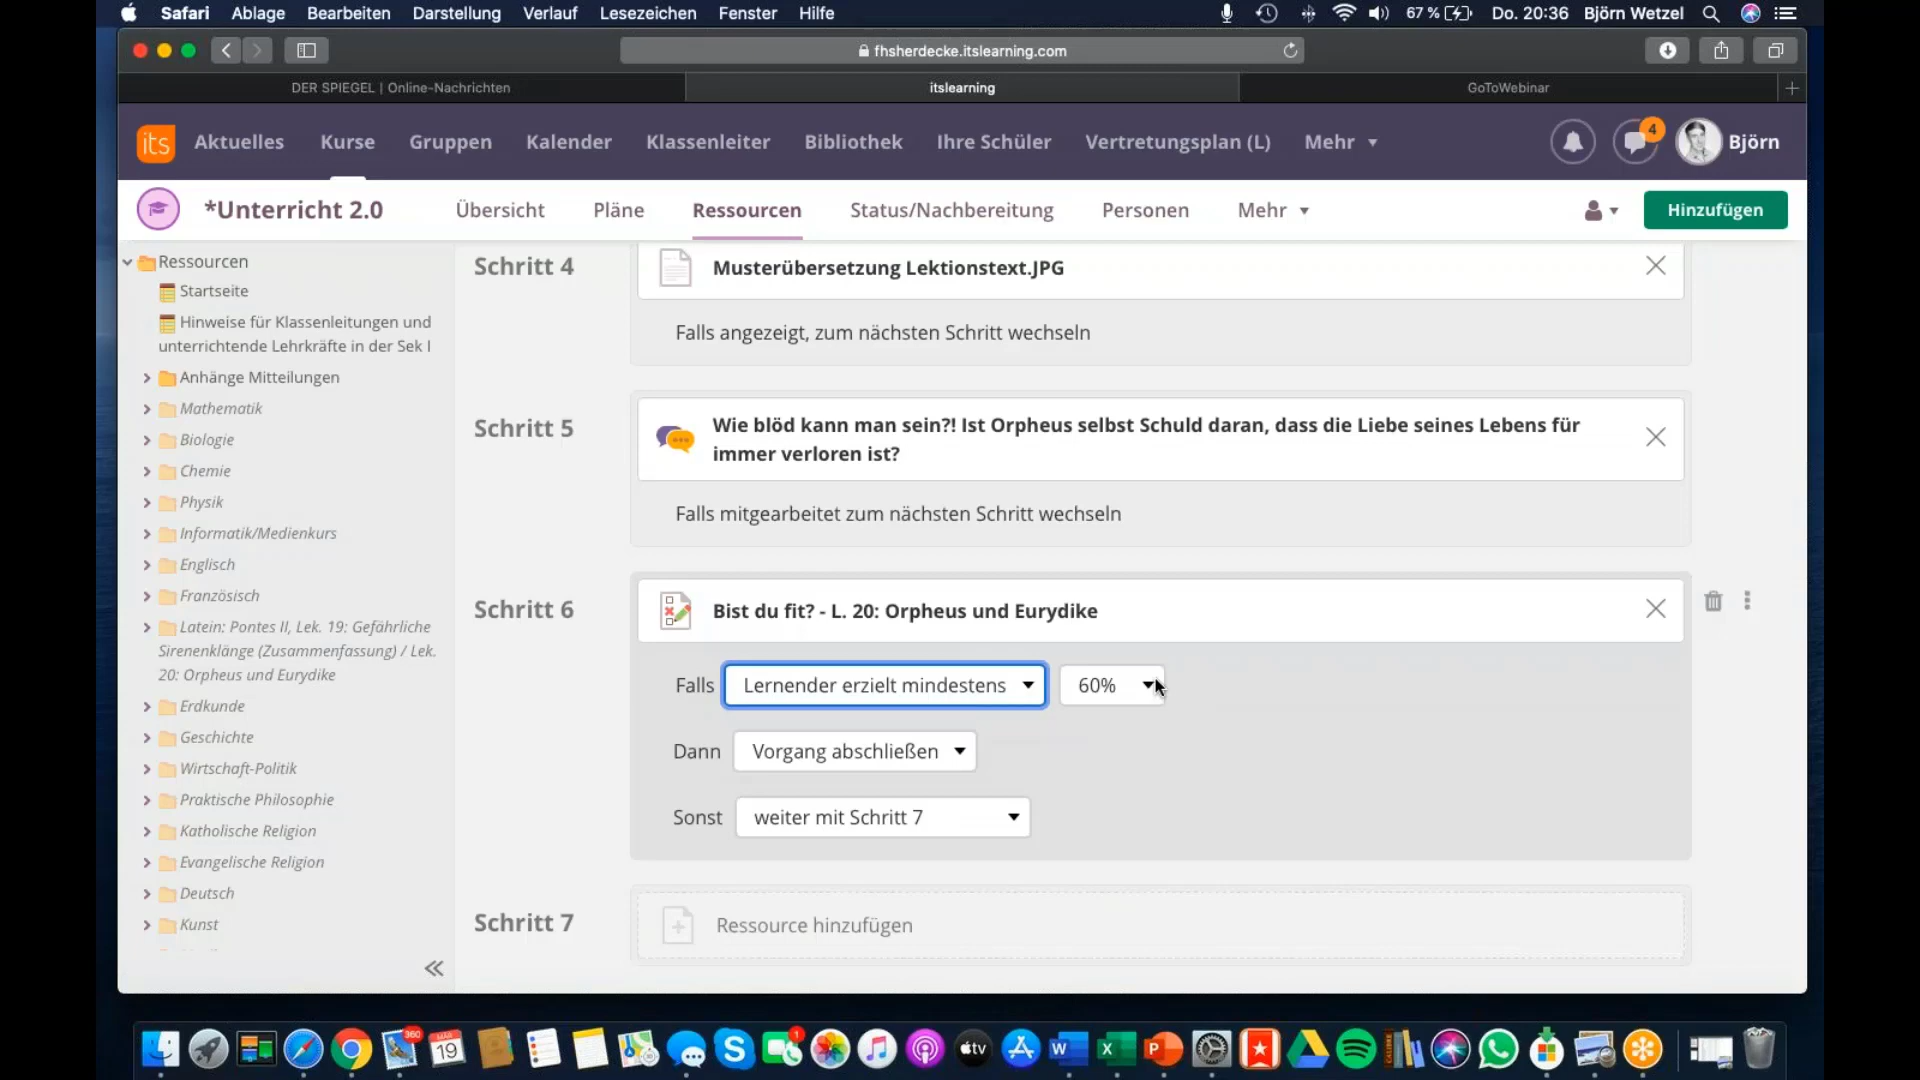 Safari Ablage Bearbeiten Darstellung Verlauf Lesezeichen Fenster Hilfe 67 % Do. 20:36 Björn Wetzel
fhsherdecke.itslearning.com
DER SPIEGEL | Online-Nachrichten itslearning GoToWebinar
its Aktuelles Kurse Gruppen Kalender Klassenleiter Bibliothek Ihre Schüler Vertretungsplan (L) Mehr 4 Björn
*Unterricht 2.0 Übersicht Pläne Ressourcen Status/Nachbereitung Personen Mehr Hinzufügen
Ressourcen
Startseite
Hinweise für Klassenleitungen und
unterrichtende Lehrkräfte in der Sek I
Anhänge Mitteilungen
Mathematik
Biologie
Chemie
Physik
Informatik/Medienkurs
Englisch
Französisch
Latein: Pontes II, Lek. 19: Gefährliche
Sirenenklänge (Zusammenfassung) / Lek.
20: Orpheus und Eurydike
Erdkunde
Geschichte
Wirtschaft-Politik
Praktische Philosophie
Katholische Religion
Evangelische Religion
Deutsch
Kunst
Schritt 4 Musterübersetzung Lektionstext.JPG
Falls angezeigt, zum nächsten Schritt wechseln
Schritt 5 Wie blöd kann man sein?! Ist Orpheus selbst Schuld daran, dass die Liebe seines Lebens für
immer verloren ist?
Falls mitgearbeitet zum nächsten Schritt wechseln
Schritt 6 Bist du fit? - L. 20: Orpheus und Eurydike
Falls Lernender erzielt mindestens 60%
Dann Vorgang abschließen
Sonst weiter mit Schritt 7
Schritt 7 Ressource hinzufügen
360 19 1 tv W X P